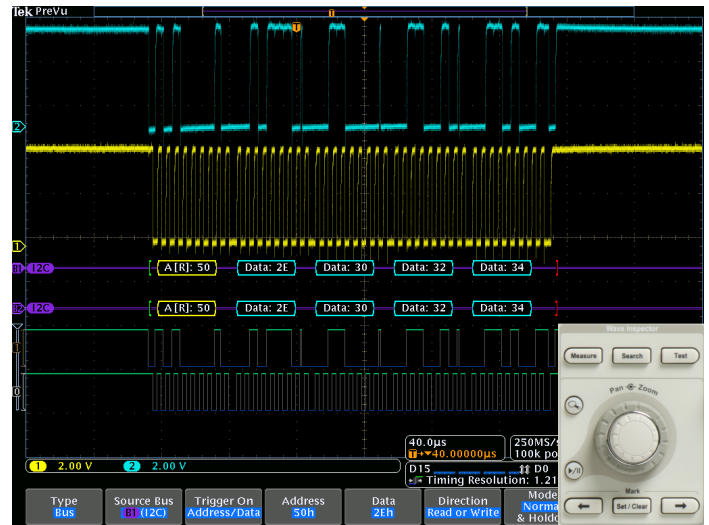 Tek PreVu
T
T
2
1
B1 I2C A[R]: 50 Data: 2E Data: 30 Data: 32 Data: 34
B2 I2C A[R]: 50 Data: 2E Data: 30 Data: 32 Data: 34
1
0
Wave Inspector
Measure Search Test
Pan Zoom
Mark
Set / Clear
40.0μs
T→▼40.00000μs
250MS/s
100k po
D15 D0
Timing Resolution: 1.21
1 2.00 V 2 2.00 V
Type
Bus
Source Bus
B1 (I2C)
Trigger On
Address/Data
Address
50h
Data
2Eh
Direction
Read or Write
Mode
Norma
& Holdo